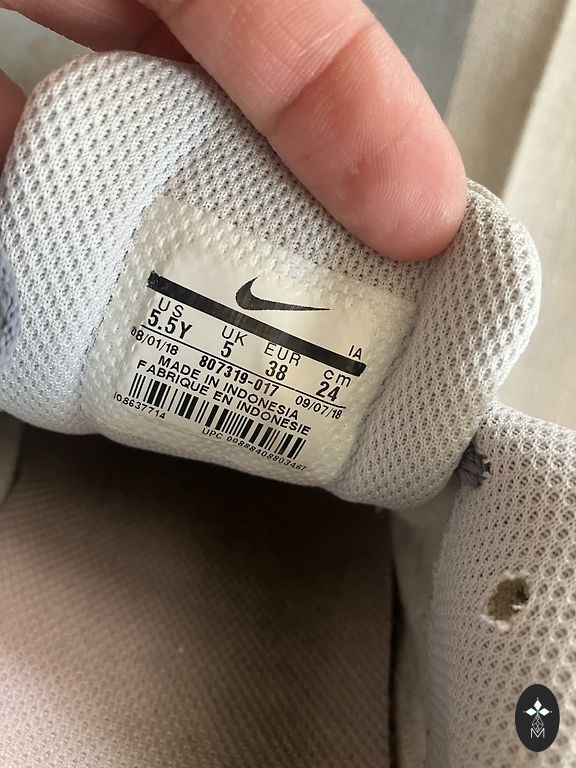 US UK EUR cm IA
5.5Y 5 38 24
08/01/18 807319-017 09/07/18
MADE IN INDONESIA
FABRIQUE EN INDONESIE
UPC 00888408803467
M